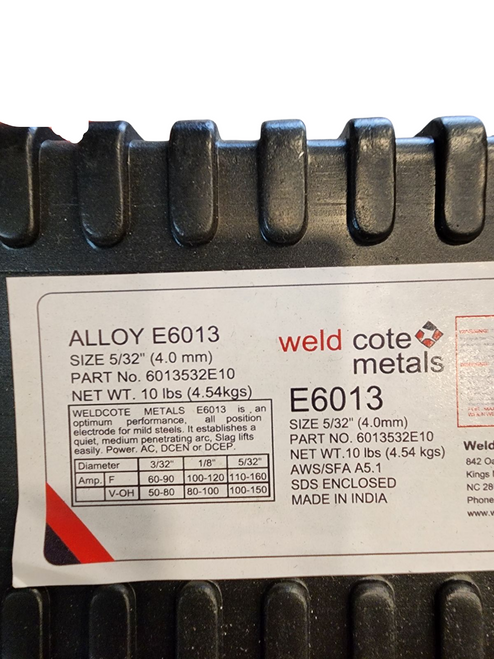 ALLOY E6013
SIZE 5/32" (4.0 mm)
PART No. 6013532E10
NET WT. 10 lbs (4.54kgs)
WELDCOTE METALS E6013 is an
optimum performance, all position
electrode for mild steels. It establishes a
quiet, medium penetrating arc, Slag lifts
easily. Power. AC, DCEN or DCEP.
Diameter 3/32" 1/8" 5/32"
Amp. F 60-90 100-120 110-160
V-OH 50-80 80-100 100-150
weld cote
metals
E6013
SIZE 5/32" (4.0mm)
PART NO. 6013532E10
NET WT.10 lbs (4.54 kgs)
AWS/SFA A5.1
SDS ENCLOSED
MADE IN INDIA
Weld
842 Oa
Kings
NC 28
Phone
www.w